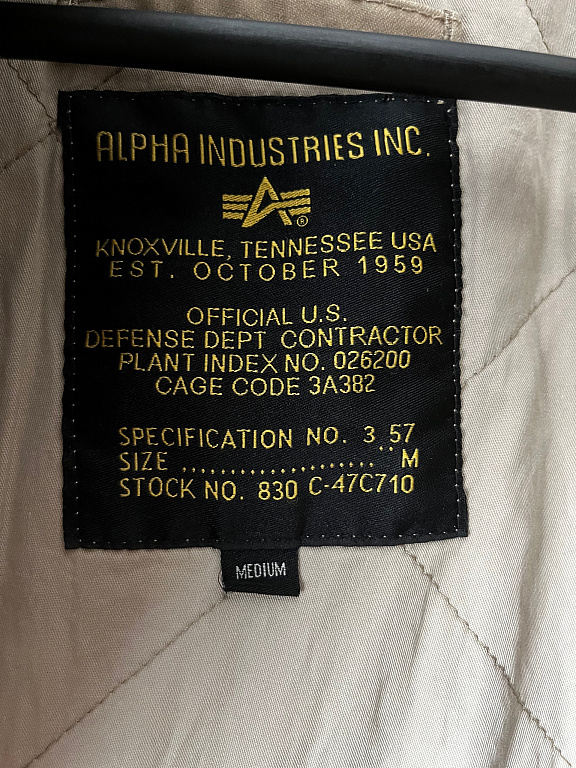 ALPHA INDUSTRIES INC.
®
KNOXVILLE, TENNESSEE USA
EST. OCTOBER 1959
OFFICIAL U.S.
DEFENSE DEPT CONTRACTOR
PLANT INDEX NO. 026200
CAGE CODE 3A382
SPECIFICATION NO. 3 57
SIZE ..................... M
STOCK NO. 830 C-47C710
MEDIUM